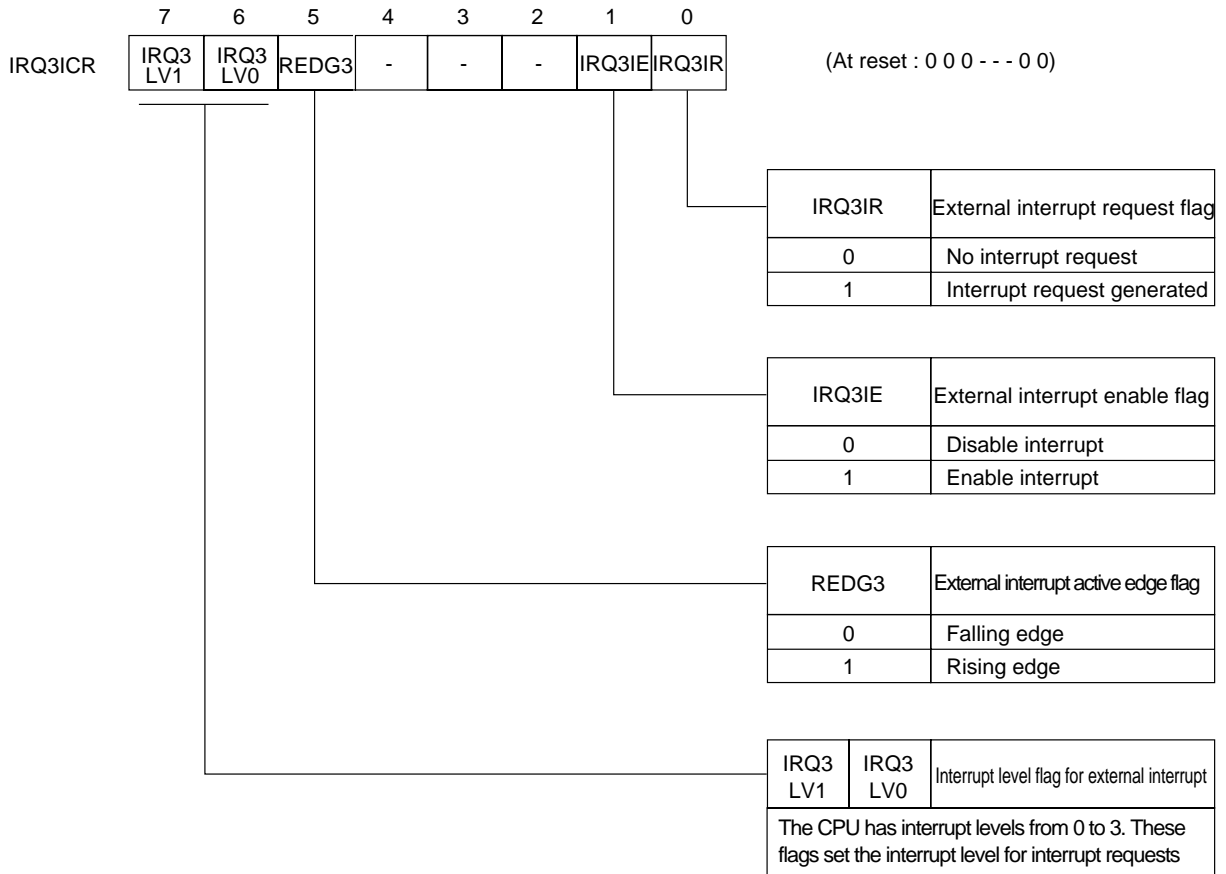 7 6 5 4 3 2 1 0
IRQ3ICR
IRQ3
LV1
IRQ3
LV0
REDG3
-
-
-
IRQ3IE
IRQ3IR
(At reset : 0 0 0 - - - 0 0)
IRQ3IR External interrupt request flag
0 No interrupt request
1 Interrupt request generated
IRQ3IE External interrupt enable flag
0 Disable interrupt
1 Enable interrupt
REDG3 External interrupt active edge flag
0 Falling edge
1 Rising edge
IRQ3
LV1
IRQ3
LV0
Interrupt level flag for external interrupt
The CPU has interrupt levels from 0 to 3. These
flags set the interrupt level for interrupt requests